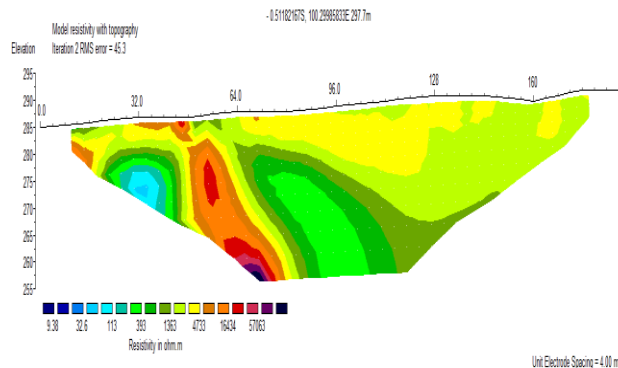 - 0.51182167S, 100.29985833E 297.7m
Model resistivity with topography
Elevation Iteration 2 RMS error = 45.3
295
290
285
280
275
270
265
260
255
0.0 32.0 64.0 96.0 128 160
9.38 32.6 113 393 1363 4733 16434 57063
Resistivity in ohm.m
Unit Electrode Spacing = 4.00 m